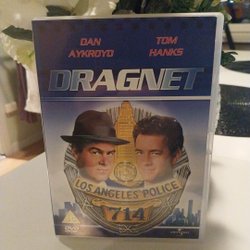 DAN
AYKROYD
TOM
HANKS
DRAGNET
LOS ANGELES POLICE
714
DVD